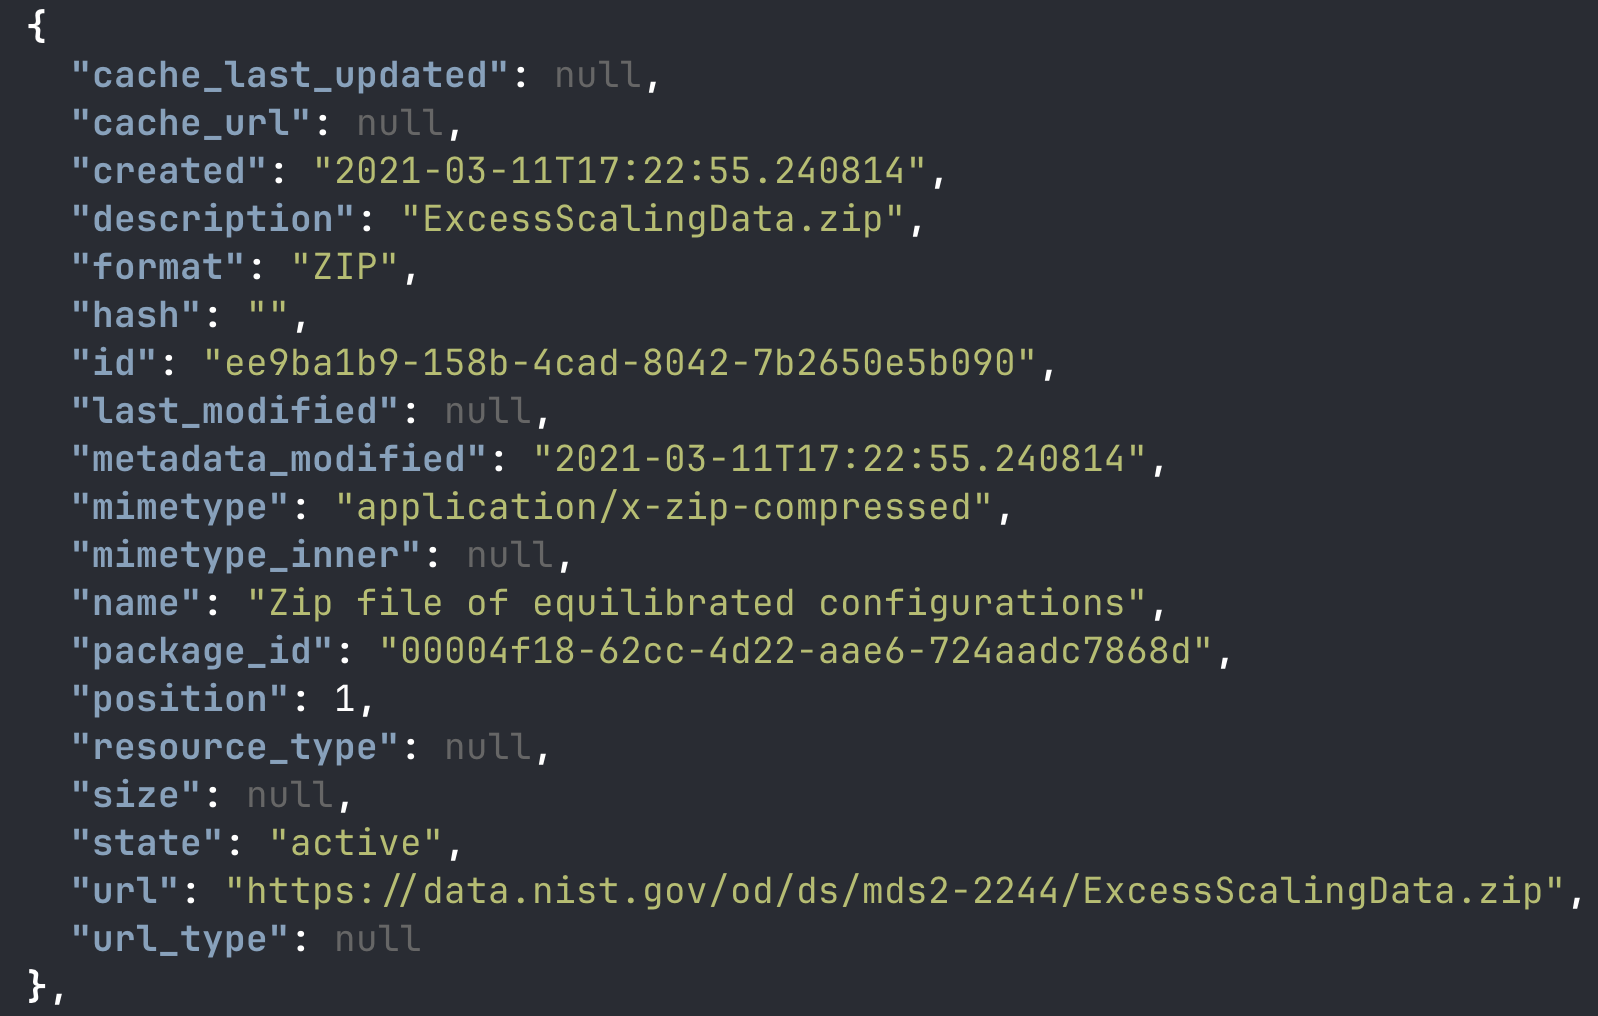 {
  "cache_last_updated": null,
  "cache_url": null,
  "created": "2021-03-11T17:22:55.240814",
  "description": "ExcessScalingData.zip",
  "format": "ZIP",
  "hash": "",
  "id": "ee9ba1b9-158b-4cad-8042-7b2650e5b090",
  "last_modified": null,
  "metadata_modified": "2021-03-11T17:22:55.240814",
  "mimetype": "application/x-zip-compressed",
  "mimetype_inner": null,
  "name": "Zip file of equilibrated configurations",
  "package_id": "00004f18-62cc-4d22-aae6-724aadc7868d",
  "position": 1,
  "resource_type": null,
  "size": null,
  "state": "active",
  "url": "https://data.nist.gov/od/ds/mds2-2244/ExcessScalingData.zip",
  "url_type": null
},